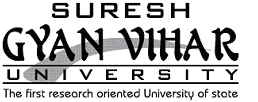 SURESH
GYAN VIHAR
UNIVERSITY
The first research oriented University of state